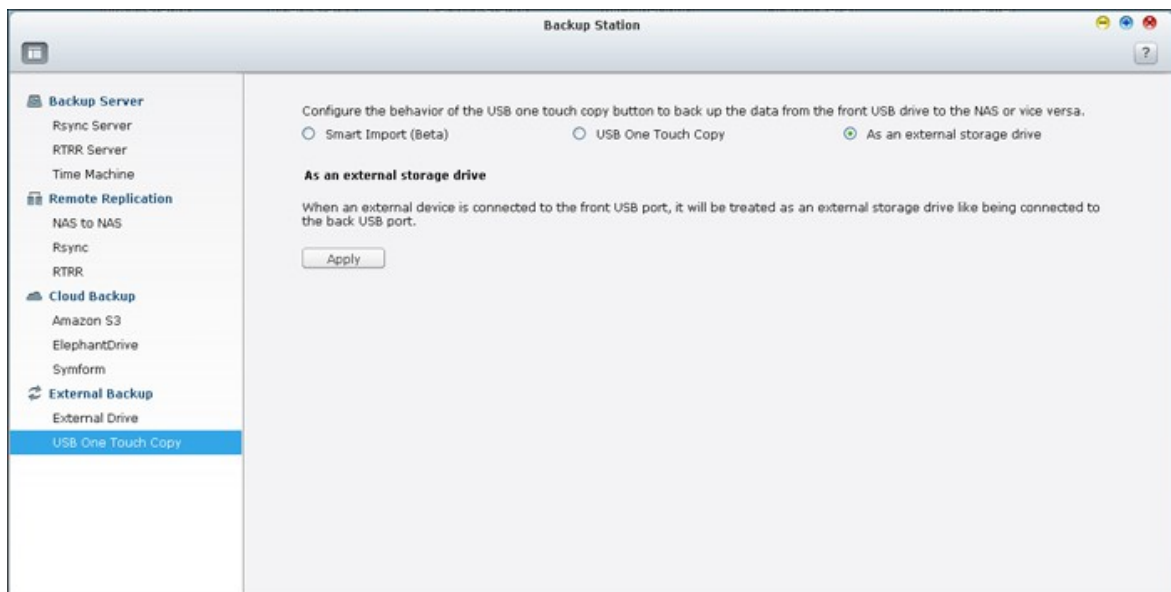 Backup Station
?
Backup Server
Rsync Server
RTRR Server
Time Machine
Remote Replication
NAS to NAS
Rsync
RTRR
Cloud Backup
Amazon S3
ElephantDrive
Symform
External Backup
External Drive
USB One Touch Copy
Configure the behavior of the USB one touch copy button to back up the data from the front USB drive to the NAS or vice versa.
Smart Import (Beta) USB One Touch Copy As an external storage drive
As an external storage drive
When an external device is connected to the front USB port, it will be treated as an external storage drive like being connected to
the back USB port.
Apply